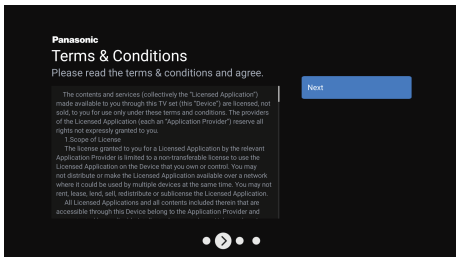 Panasonic
Terms & Conditions
Please read the terms & conditions and agree.
The contents and services (collectively the "Licensed Application")
made available to you through this TV set (this "Device") are licensed, not
sold, to you for use only under these terms and conditions. The providers
of the Licensed Application (each an "Application Provider") reserve all
rights not expressly granted to you.
1.Scope of License
The license granted to you for a Licensed Application by the relevant
Application Provider is limited to a non-transferable license to use the
Licensed Application on the Device that you own or control. You may
not distribute or make the Licensed Application available over a network
where it could be used by multiple devices at the same time. You may not
rent, lease, lend, sell, redistribute or sublicense the Licensed Application.
All Licensed Applications and all contents included therein that are
accessible through this Device belong to the Application Provider and
Next